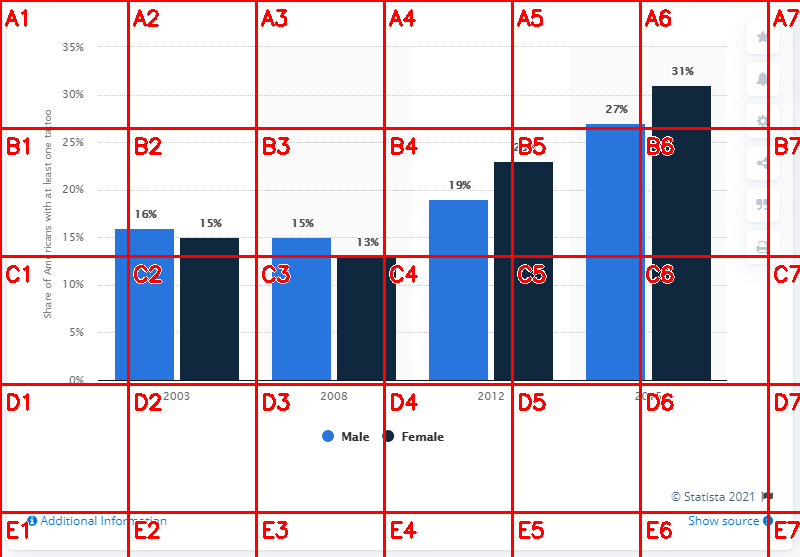 A1 A2 A3 A4 A5 A6 A7
35%
31%
30%
27%
Share of Americans with at least one tattoo
B1 25% B2 B3 B4 B5 B6 B7
20%
19%
16% 15% 15% 13%
15%
C1 C2 C3 C4 C5 C6 C7
10%
5%
0%
2003 2008 2012
D1 D2 D3 D4 D5 D6 D7
Male Female
© Statista 2021
Additional Information Show source
E1 E2 E3 E4 E5 E6 E7